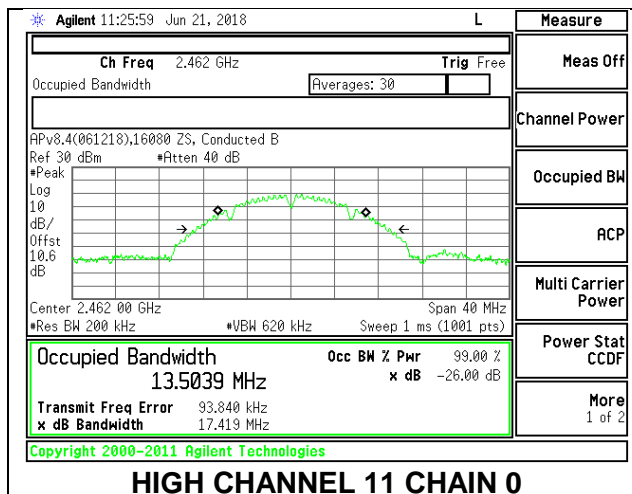 Agilent 11:25:59 Jun 21, 2018 L
Measure
Ch Freq 2.462 GHz Trig Free
Occupied Bandwidth Averages: 30
APv8.4(061218),16080 ZS, Conducted B
Ref 30 dBm #Atten 40 dB
#Peak
Log
10
dB/
Offst
10.6
dB
Center 2.462 00 GHz Span 40 MHz
#Res BW 200 kHz #VBW 620 kHz Sweep 1 ms (1001 pts)
Occupied Bandwidth
13.5039 MHz
Occ BW % Pwr 99.00 %
x dB -26.00 dB
Transmit Freq Error 93.840 kHz
x dB Bandwidth 17.419 MHz
Copyright 2000-2011 Agilent Technologies
Meas Off
Channel Power
Occupied BW
ACP
Multi Carrier
Power
Power Stat
CCDF
More
1 of 2
HIGH CHANNEL 11 CHAIN 0